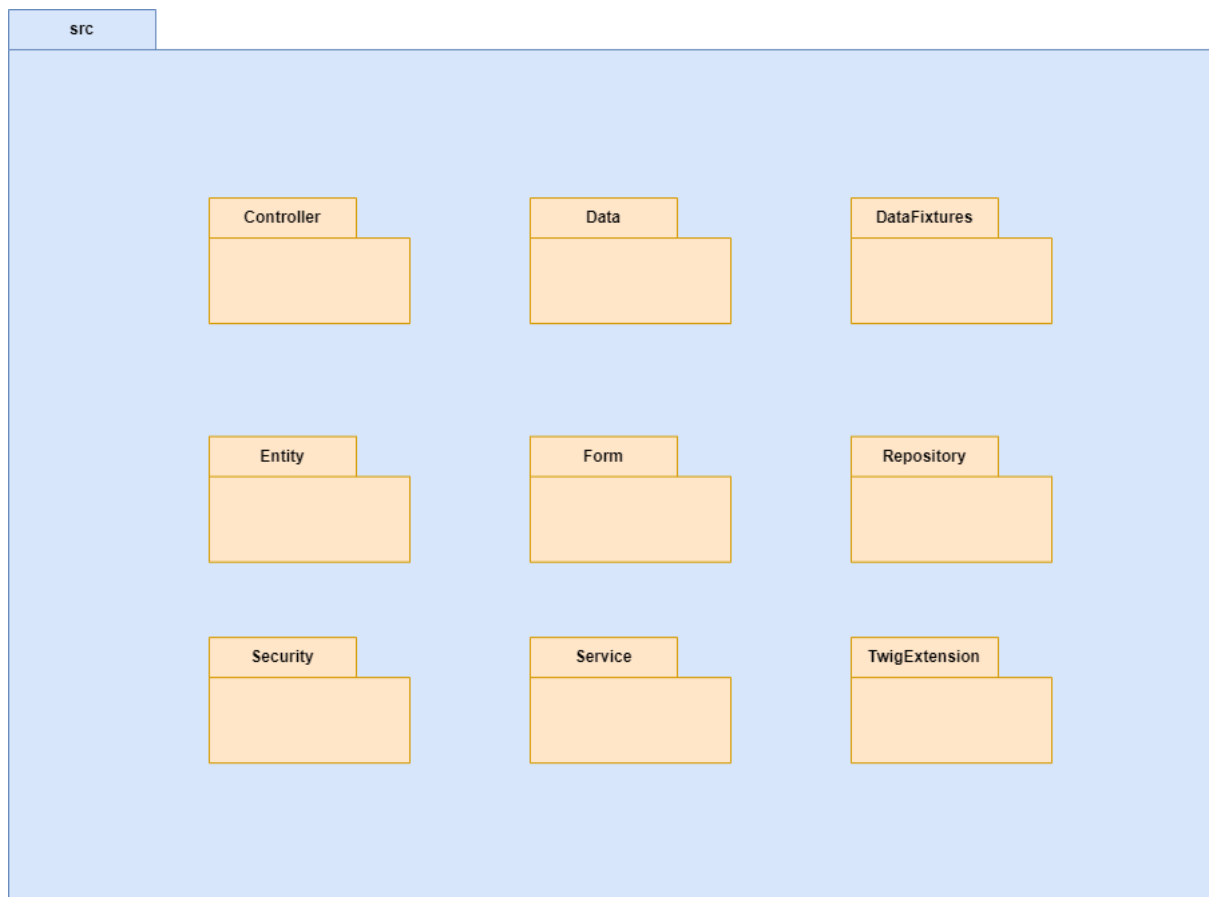 src
Controller
Data
DataFixtures
Entity
Form
Repository
Security
Service
TwigExtension